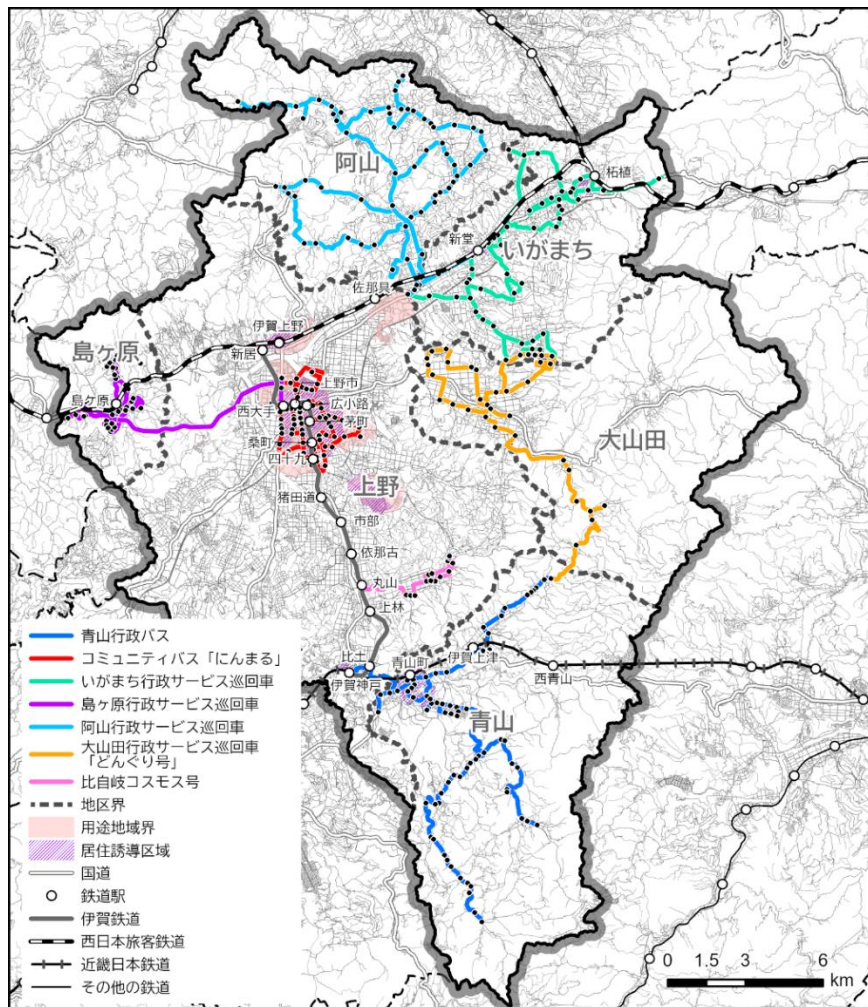 阿山
柘植
新堂
いがまち
佐那具
伊賀上野
島ヶ原
新居
島ヶ原
上野市
西大手
広小路
茅町
大山田
桑町
四十九
上野
猪田道
市部
依那古
丸山
上林
比土
青山町
伊賀上津
伊賀神戸
西青山
青山
青山行政バス
コミュニティバス「にんまる」
いがまち行政サービス巡回車
島ヶ原行政サービス巡回車
阿山行政サービス巡回車
大山田行政サービス巡回車
「どんぐり号」
比自岐コスモス号
地区界
用途地域界
居住誘導区域
国道
鉄道駅
伊賀鉄道
西日本旅客鉄道
近畿日本鉄道
その他の鉄道
0 1.5 3 6
km